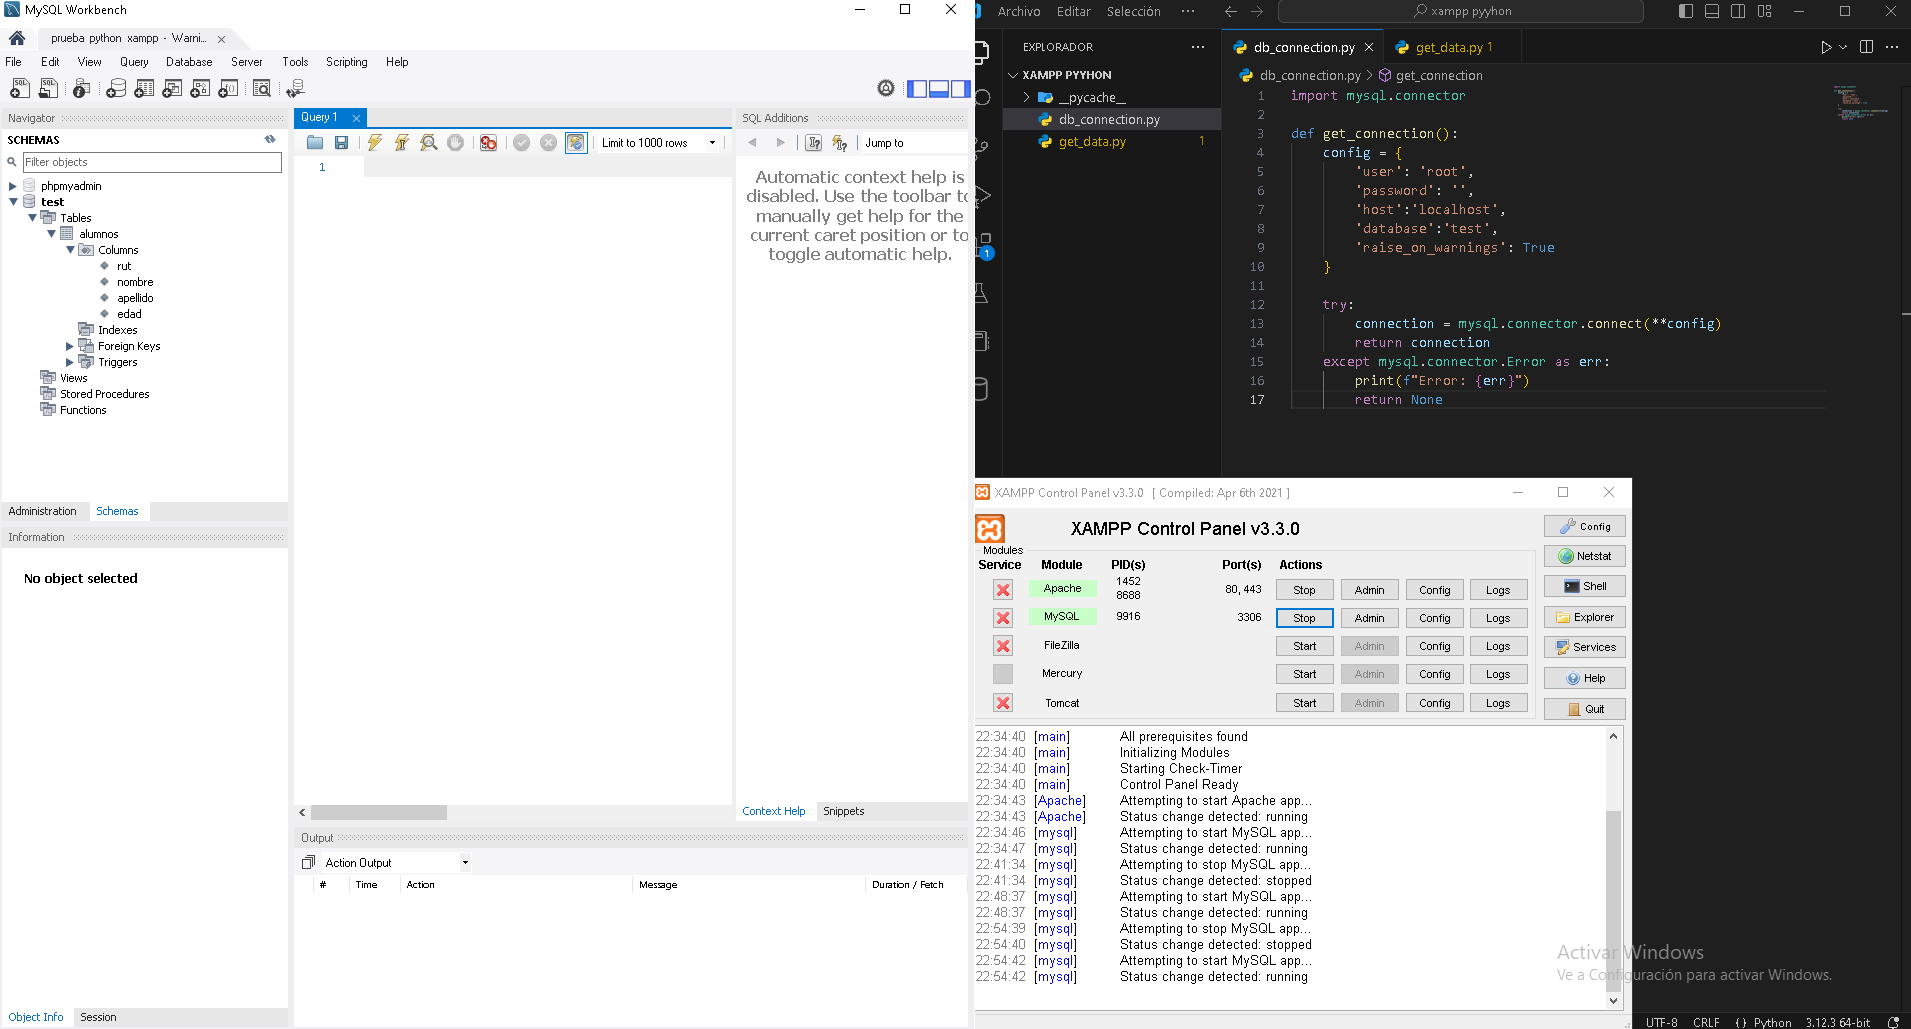 MySQL Workbench
prueba python xampp - Warni...
File Edit View Query Database Server Tools Scripting Help
Navigator
SCHEMAS
Filter objects
phpmyadmin
test
Tables
alumnos
Columns
rut
nombre
apellido
edad
Indexes
Foreign Keys
Triggers
Views
Stored Procedures
Functions
Administration Schemas
Information
No object selected
Object Info Session
Query 1
Limit to 1000 rows
1
SQL Additions
Jump to
Automatic context help is
disabled. Use the toolbar to
manually get help for the
current caret position or to
toggle automatic help.
Context Help Snippets
Output
Action Output
# Time Action Message Duration / Fetch
Archivo Editar Selección ...
xampp pyyhon
EXPLORADOR
XAMPP PYYHON
__pycache__
db_connection.py
get_data.py 1
1
db_connection.py get_data.py 1
db_connection.py > get_connection
1 import mysql.connector
2
3 def get_connection():
4 config = {
5 'user': 'root',
6 'password': '',
7 'host':'localhost',
8 'database':'test',
9 'raise_on_warnings': True
10 }
11
12 try:
13 connection = mysql.connector.connect(**config)
14 return connection
15 except mysql.connector.Error as err:
16 print(f"Error: {err}")
17 return None
XAMPP Control Panel v3.3.0 [ Compiled: Apr 6th 2021 ]
XAMPP Control Panel v3.3.0
Config
Modules
Service Module PID(s) Port(s) Actions
Netstat
Apache 1452 8688 80, 443 Stop Admin Config Logs
Shell
MySQL 9916 3306 Stop Admin Config Logs
Explorer
FileZilla Start Admin Config Logs
Services
Mercury Start Admin Config Logs
Help
Tomcat Start Admin Config Logs
Quit
22:34:40 [main] All prerequisites found
22:34:40 [main] Initializing Modules
22:34:40 [main] Starting Check-Timer
22:34:40 [main] Control Panel Ready
22:34:43 [Apache] Attempting to start Apache app...
22:34:43 [Apache] Status change detected: running
22:34:46 [mysql] Attempting to start MySQL app...
22:34:47 [mysql] Status change detected: running
22:41:34 [mysql] Attempting to stop MySQL app...
22:41:34 [mysql] Status change detected: stopped
22:48:37 [mysql] Attempting to start MySQL app...
22:48:37 [mysql] Status change detected: running
22:54:39 [mysql] Attempting to stop MySQL app...
22:54:40 [mysql] Status change detected: stopped
22:54:42 [mysql] Attempting to start MySQL app...
22:54:42 [mysql] Status change detected: running
Activar Windows
Ve a Configuración para activar Windows.
UTF-8 CRLF {} Python 3.12.3 64-bit